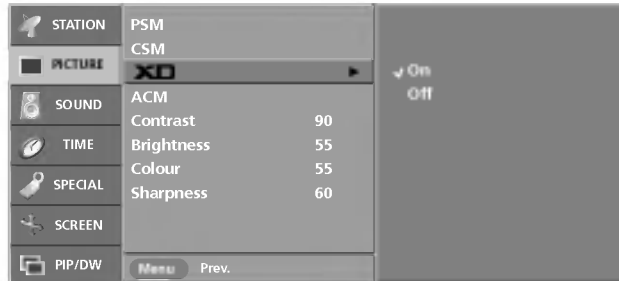 STATION
PICTURE
SOUND
TIME
SPECIAL
SCREEN
PIP/DW
PSM
CSM
XD
ACM
Contrast 90
Brightness 55
Colour 55
Sharpness 60
Menu Prev.
On
Off